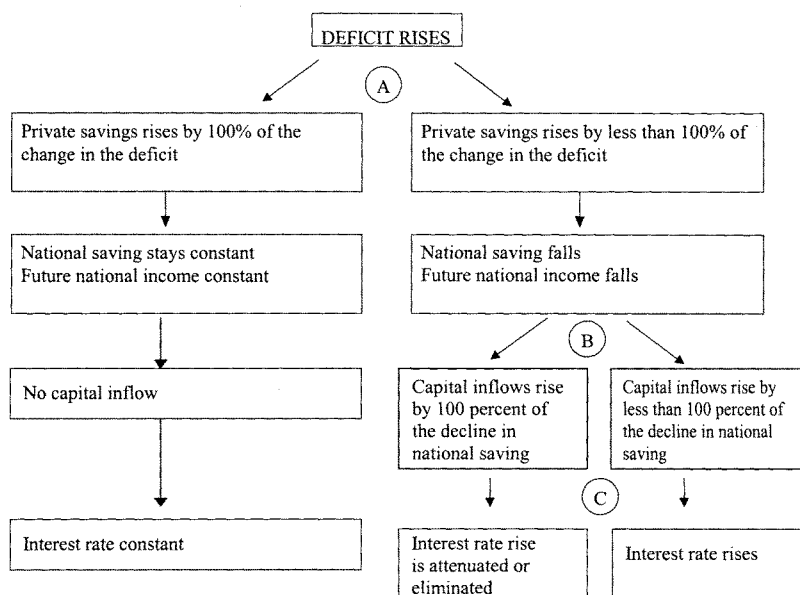 DEFICIT RISES
A
Private savings rises by 100% of the
change in the deficit
Private savings rises by less than 100% of
the change in the deficit
National saving stays constant
Future national income constant
National saving falls
Future national income falls
B
No capital inflow
Capital inflows rise
by 100 percent of
the decline in
national saving
Capital inflows rise by
less than 100 percent of
the decline in national
saving
C
Interest rate constant
Interest rate rise
is attenuated or
eliminated
Interest rate rises